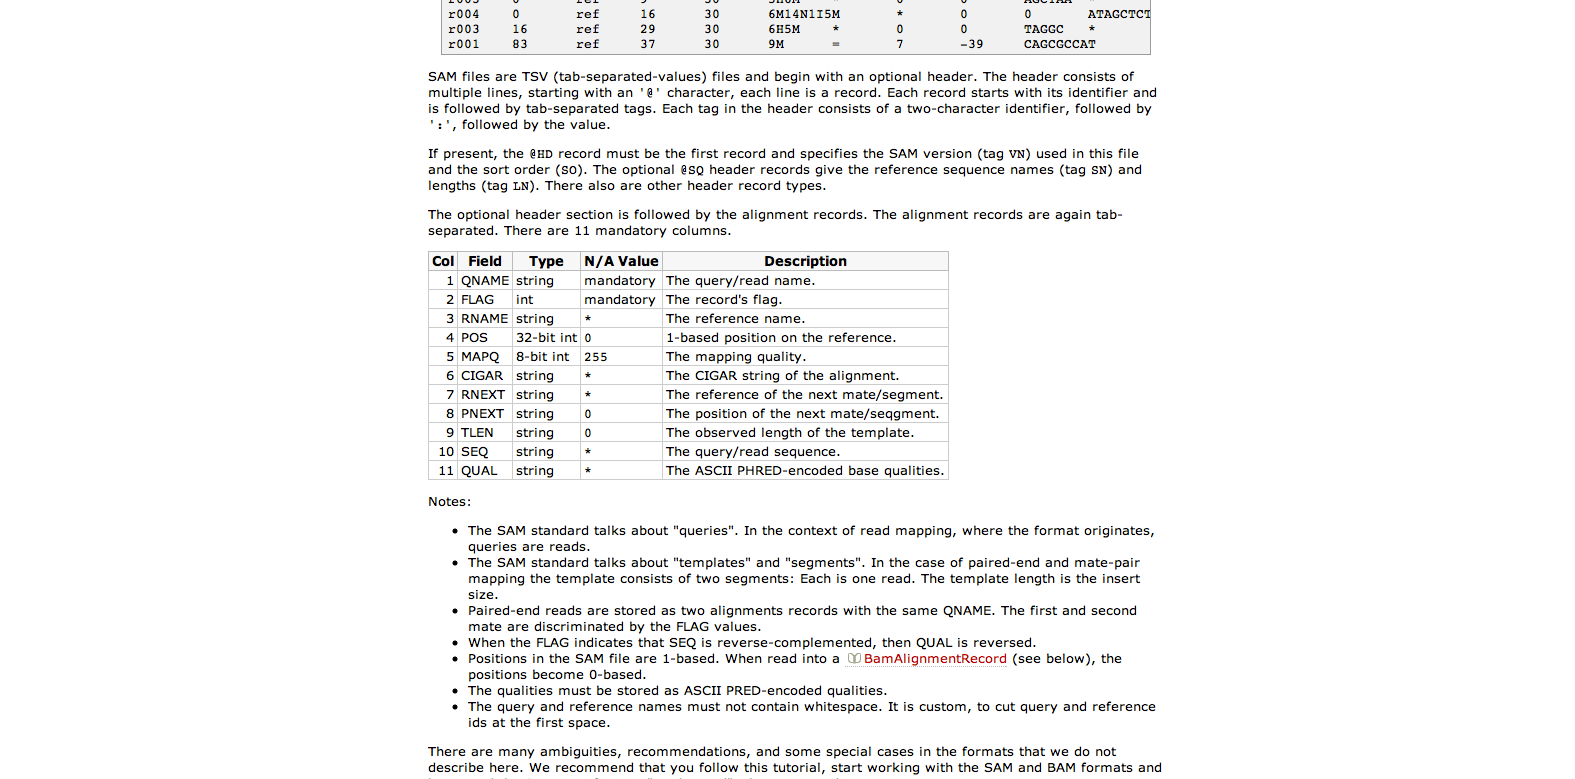 r004 0 ref 16 30 6M14N1I5M * 0 0 ATAGCTCT
r003 16 ref 29 30 6H5M * 0 0 TAGGC *
r001 83 ref 37 30 9M = 7 -39 CAGCGCCAT
SAM files are TSV (tab-separated-values) files and begin with an optional header. The header consists of
multiple lines, starting with an '@' character, each line is a record. Each record starts with its identifier and
is followed by tab-separated tags. Each tag in the header consists of a two-character identifier, followed by
':', followed by the value.
If present, the @HD record must be the first record and specifies the SAM version (tag VN) used in this file
and the sort order (SO). The optional @SQ header records give the reference sequence names (tag SN) and
lengths (tag LN). There also are other header record types.
The optional header section is followed by the alignment records. The alignment records are again tab-
separated. There are 11 mandatory columns.
Col Field Type N/A Value Description
1 QNAME string mandatory The query/read name.
2 FLAG int mandatory The record's flag.
3 RNAME string * The reference name.
4 POS 32-bit int 0 1-based position on the reference.
5 MAPQ 8-bit int 255 The mapping quality.
6 CIGAR string * The CIGAR string of the alignment.
7 RNEXT string * The reference of the next mate/segment.
8 PNEXT string 0 The position of the next mate/seqgment.
9 TLEN string 0 The observed length of the template.
10 SEQ string * The query/read sequence.
11 QUAL string * The ASCII PHRED-encoded base qualities.
Notes:
• The SAM standard talks about "queries". In the context of read mapping, where the format originates,
queries are reads.
• The SAM standard talks about "templates" and "segments". In the case of paired-end and mate-pair
mapping the template consists of two segments: Each is one read. The template length is the insert
size.
• Paired-end reads are stored as two alignments records with the same QNAME. The first and second
mate are discriminated by the FLAG values.
• When the FLAG indicates that SEQ is reverse-complemented, then QUAL is reversed.
• Positions in the SAM file are 1-based. When read into a BamAlignmentRecord (see below), the
positions become 0-based.
• The qualities must be stored as ASCII PRED-encoded qualities.
• The query and reference names must not contain whitespace. It is custom, to cut query and reference
ids at the first space.
There are many ambiguities, recommendations, and some special cases in the formats that we do not
describe here. We recommend that you follow this tutorial, start working with the SAM and BAM formats and